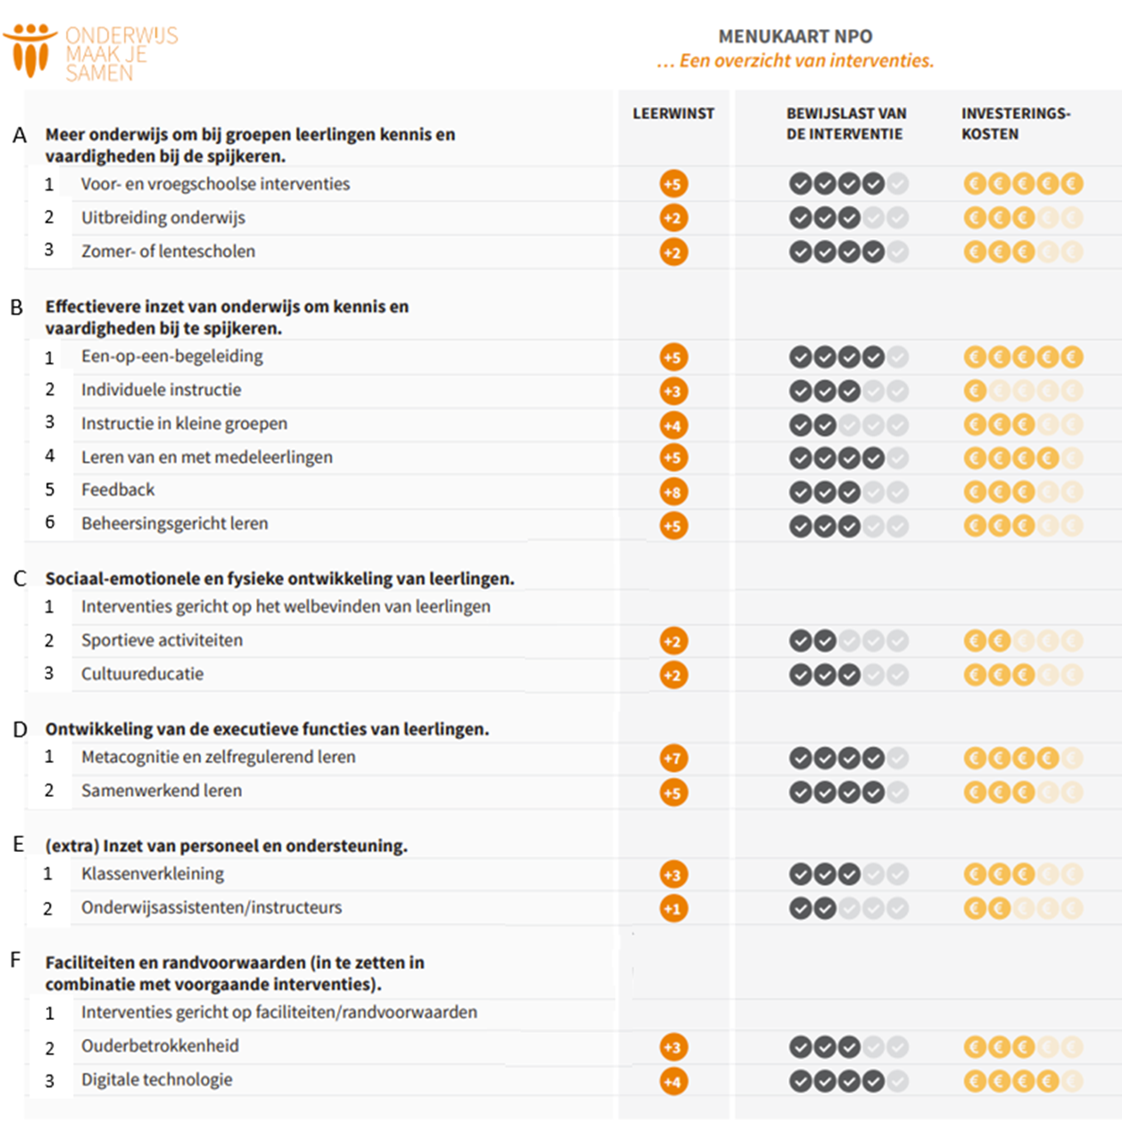 ONDERWIJS
MAAK JE
SAMEN
MENUKAART NPO
... Een overzicht van interventies.
LEERWINST
BEWIJSLAST VAN
DE INTERVENTIE
INVESTERINGS-
KOSTEN
A Meer onderwijs om bij groepen leerlingen kennis en
vaardigheden bij de spijkeren.
1 Voor- en vroegschoolse interventies +5 € € € € €
2 Uitbreiding onderwijs +2 € € € € €
3 Zomer- of lentescholen +2 € € € € €
B Effectievere inzet van onderwijs om kennis en
vaardigheden bij te spijkeren.
1 Een-op-een-begeleiding +5 € € € € €
2 Individuele instructie +3 € € € € €
3 Instructie in kleine groepen +4 € € € € €
4 Leren van en met medeleerlingen +5 € € € € €
5 Feedback +8 € € € € €
6 Beheersingsgericht leren +5 € € € € €
C Sociaal-emotionele en fysieke ontwikkeling van leerlingen.
1 Interventies gericht op het welbevinden van leerlingen
2 Sportieve activiteiten +2 € € € € €
3 Cultuureducatie +2 € € € € €
D Ontwikkeling van de executieve functies van leerlingen.
1 Metacognitie en zelfregulerend leren +7 € € € € €
2 Samenwerkend leren +5 € € € € €
E (extra) Inzet van personeel en ondersteuning.
1 Klassenverkleining +3 € € € € €
2 Onderwijsassistenten/instructeurs +1 € € € € €
F Faciliteiten en randvoorwaarden (in te zetten in
combinatie met voorgaande interventies).
1 Interventies gericht op faciliteiten/randvoorwaarden
2 Ouderbetrokkenheid +3 € € € € €
3 Digitale technologie +4 € € € € €